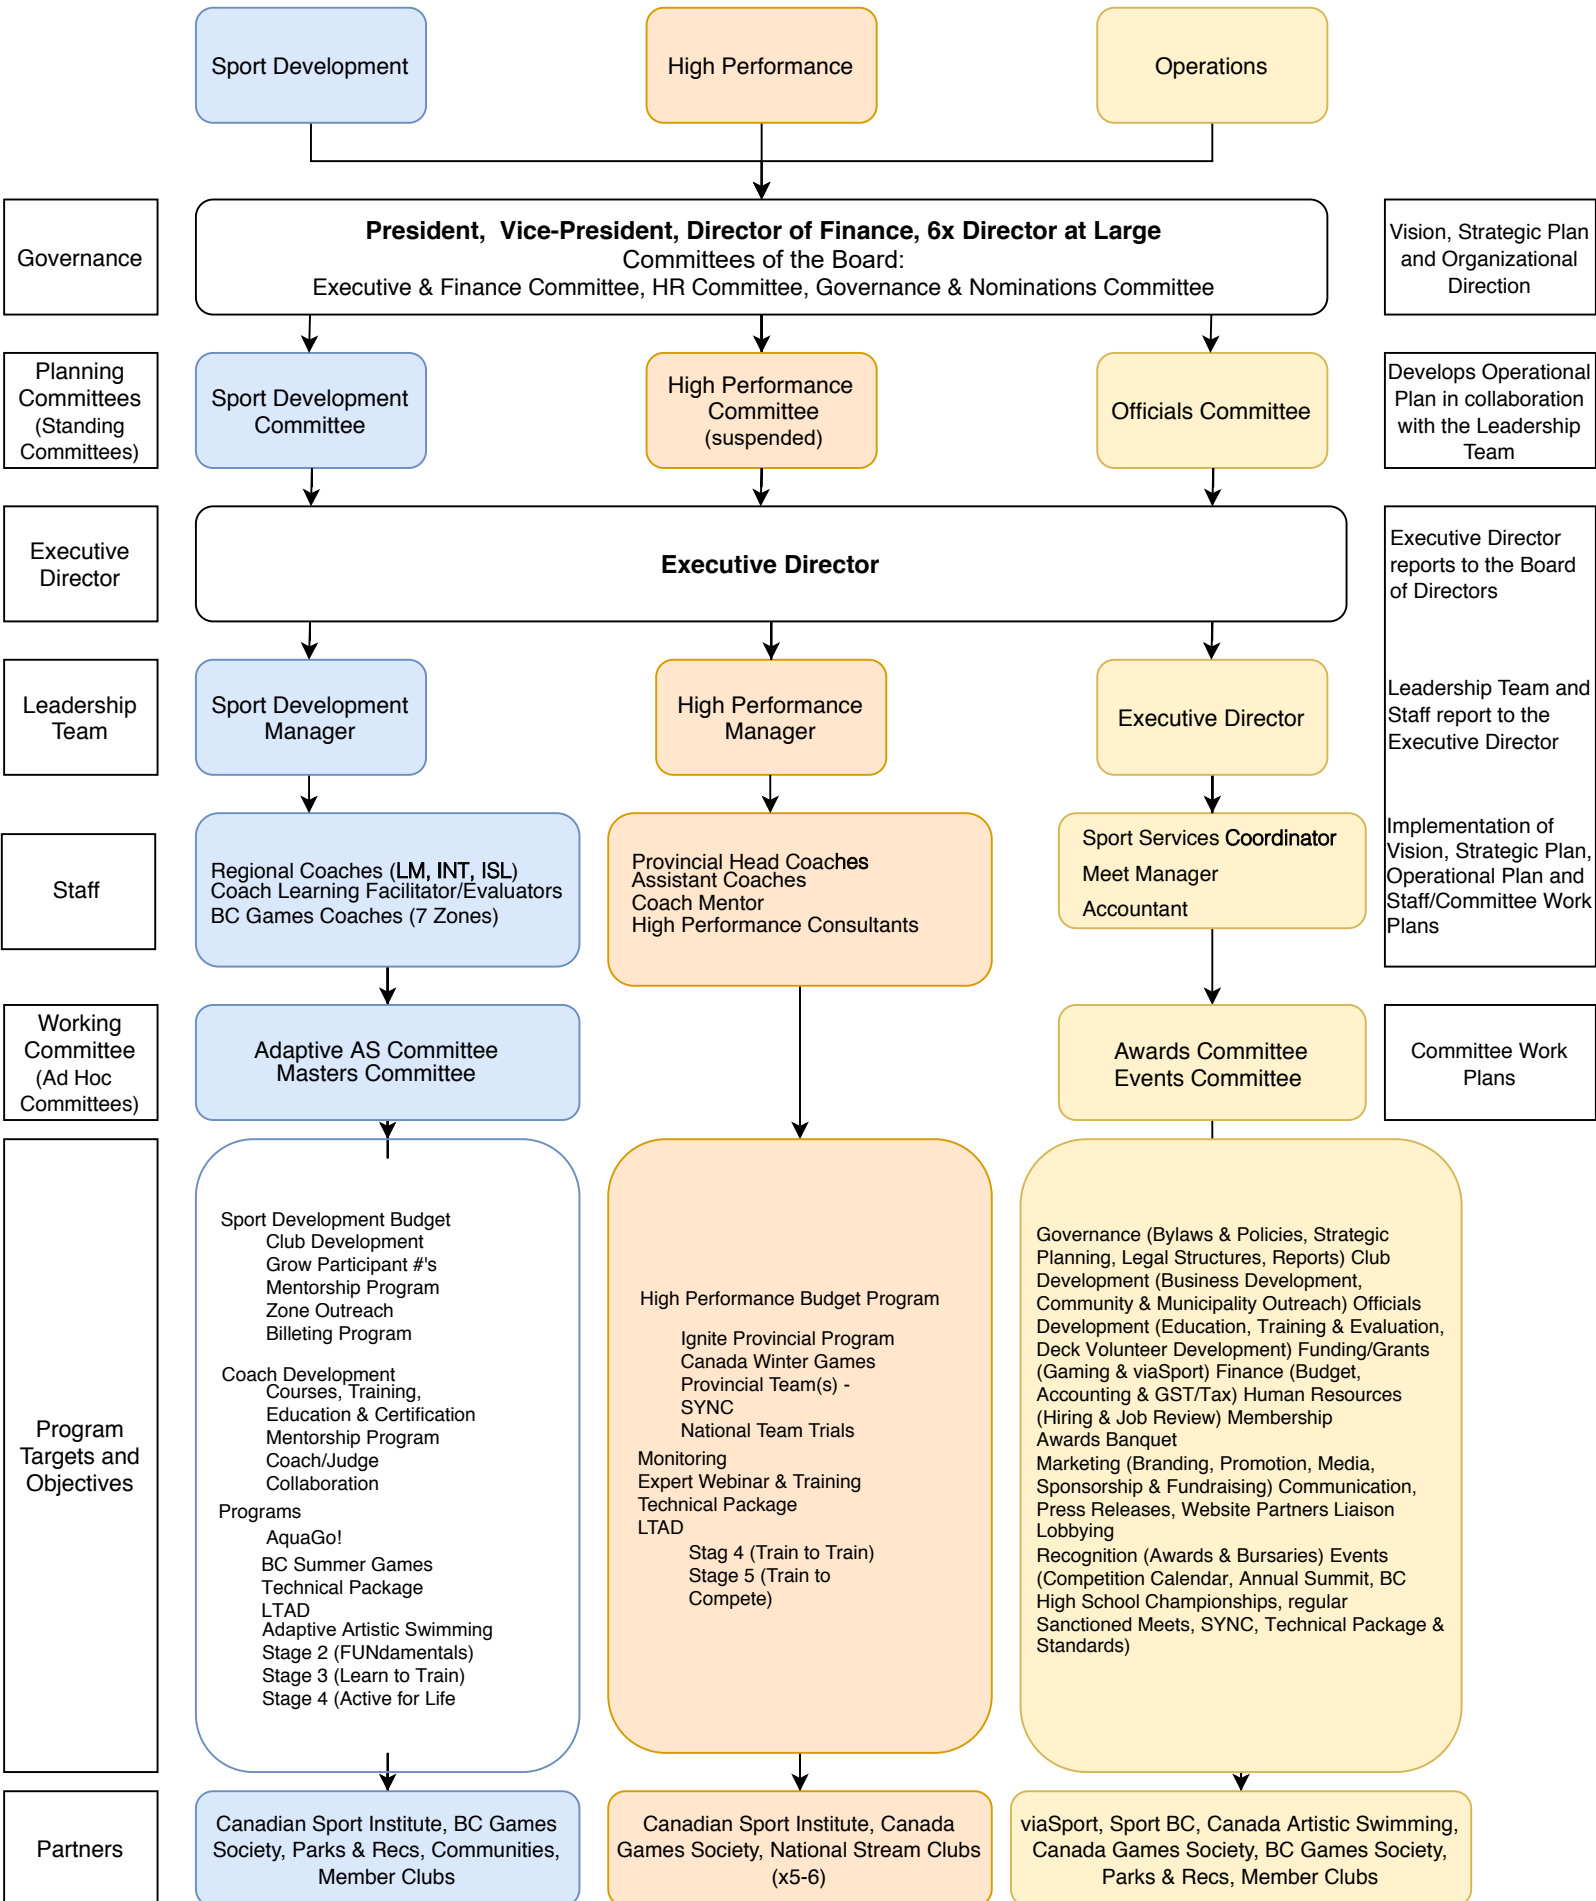 Sport Development
High Performance
Operations
Governance
President, Vice-President, Director of Finance, 6x Director at Large
Committees of the Board:
Executive & Finance Committee, HR Committee, Governance & Nominations Committee
Vision, Strategic Plan
and Organizational
Direction
Planning
Committees
(Standing
Committees)
Sport Development
Committee
High Performance
Committee
(suspended)
Officials Committee
Develops Operational
Plan in collaboration
with the Leadership
Team
Executive
Director
Executive Director
Executive Director
reports to the Board
of Directors
Leadership
Team
Sport Development
Manager
High Performance
Manager
Executive Director
Leadership Team and
Staff report to the
Executive Director
Staff
Regional Coaches (LM, INT, ISL)
Coach Learning Facilitator/Evaluators
BC Games Coaches (7 Zones)
Provincial Head Coaches
Assistant Coaches
Coach Mentor
High Performance Consultants
Sport Services Coordinator
Meet Manager
Accountant
Implementation of
Vision, Strategic Plan,
Operational Plan and
Staff/Committee Work
Plans
Working
Committee
(Ad Hoc
Committees)
Adaptive AS Committee
Masters Committee
Awards Committee
Events Committee
Committee Work
Plans
Program
Targets and
Objectives
Sport Development Budget
Club Development
Grow Participant #'s
Mentorship Program
Zone Outreach
Billeting Program
Coach Development
Courses, Training,
Education & Certification
Mentorship Program
Coach/Judge
Collaboration
Programs
AquaGo!
BC Summer Games
Technical Package
LTAD
Adaptive Artistic Swimming
Stage 2 (FUNdamentals)
Stage 3 (Learn to Train)
Stage 4 (Active for Life
High Performance Budget Program
Ignite Provincial Program
Canada Winter Games
Provincial Team(s) -
SYNC
National Team Trials
Monitoring
Expert Webinar & Training
Technical Package
LTAD
Stag 4 (Train to Train)
Stage 5 (Train to
Compete)
Governance (Bylaws & Policies, Strategic
Planning, Legal Structures, Reports) Club
Development (Business Development,
Community & Municipality Outreach) Officials
Development (Education, Training & Evaluation,
Deck Volunteer Development) Funding/Grants
(Gaming & viaSport) Finance (Budget,
Accounting & GST/Tax) Human Resources
(Hiring & Job Review) Membership
Awards Banquet
Marketing (Branding, Promotion, Media,
Sponsorship & Fundraising) Communication,
Press Releases, Website Partners Liaison
Lobbying
Recognition (Awards & Bursaries) Events
(Competition Calendar, Annual Summit, BC
High School Championships, regular
Sanctioned Meets, SYNC, Technical Package &
Standards)
Partners
Canadian Sport Institute, BC Games
Society, Parks & Recs, Communities,
Member Clubs
Canadian Sport Institute, Canada
Games Society, National Stream Clubs
(x5-6)
viaSport, Sport BC, Canada Artistic Swimming,
Canada Games Society, BC Games Society,
Parks & Recs, Member Clubs